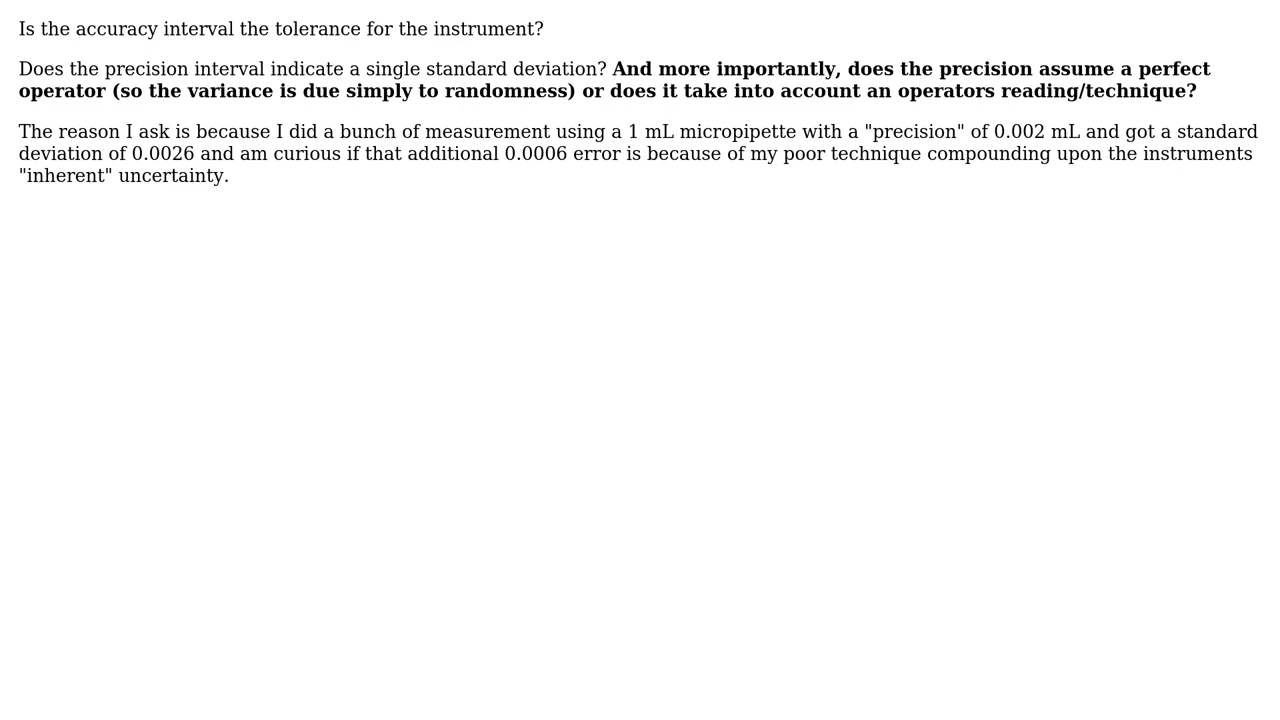 Is the accuracy interval the tolerance for the instrument?
Does the precision interval indicate a single standard deviation? And more importantly, does the precision assume a perfect
operator (so the variance is due simply to randomness) or does it take into account an operators reading/technique?
The reason I ask is because I did a bunch of measurement using a 1 mL micropipette with a "precision" of 0.002 mL and got a standard
deviation of 0.0026 and am curious if that additional 0.0006 error is because of my poor technique compounding upon the instruments
"inherent" uncertainty.